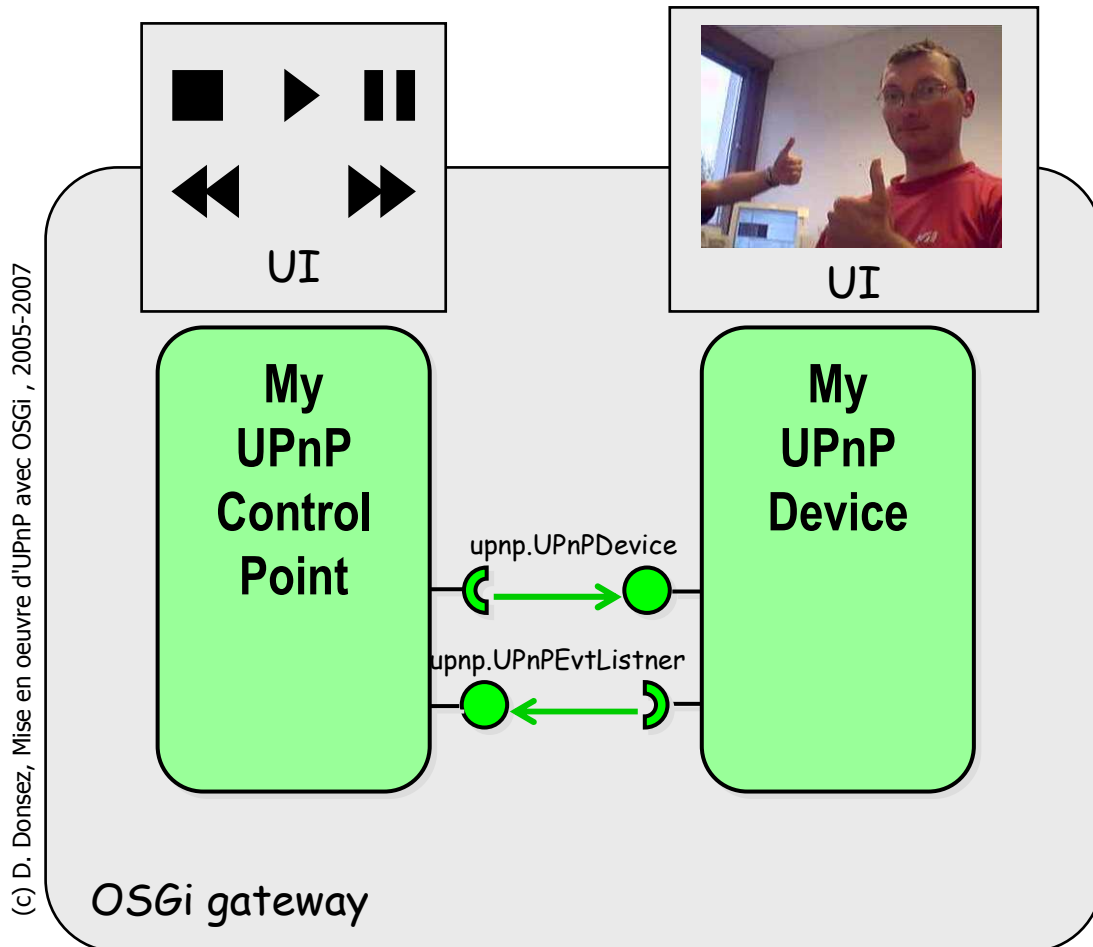 UI
UI
My
UPnP
Control
Point
My
UPnP
Device
upnp.UPnPDevice
upnp.UPnPEvtListner
OSGi gateway
(c) D. Donsez, Mise en oeuvre d'UPnP avec OSGi , 2005-2007